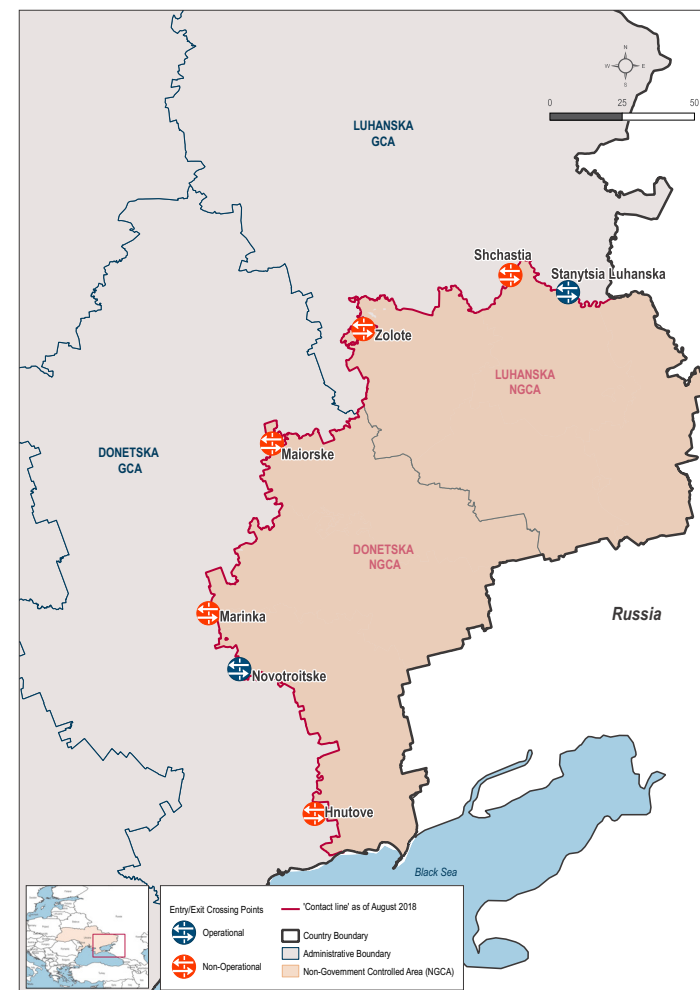 N
W E
S
0 25 50
LUHANSKA
GCA
Shchastia
Stanytsia Luhanska
Zolote
LUHANSKA
NGCA
Maiorske
DONETSKA
GCA
DONETSKA
NGCA
Marinka
Russia
Novotroitske
Hnutove
Black Sea
Entry/Exit Crossing Points
Operational
Non-Operational
'Contact line' as of August 2018
Country Boundary
Administrative Boundary
Non-Government Controlled Area (NGCA)